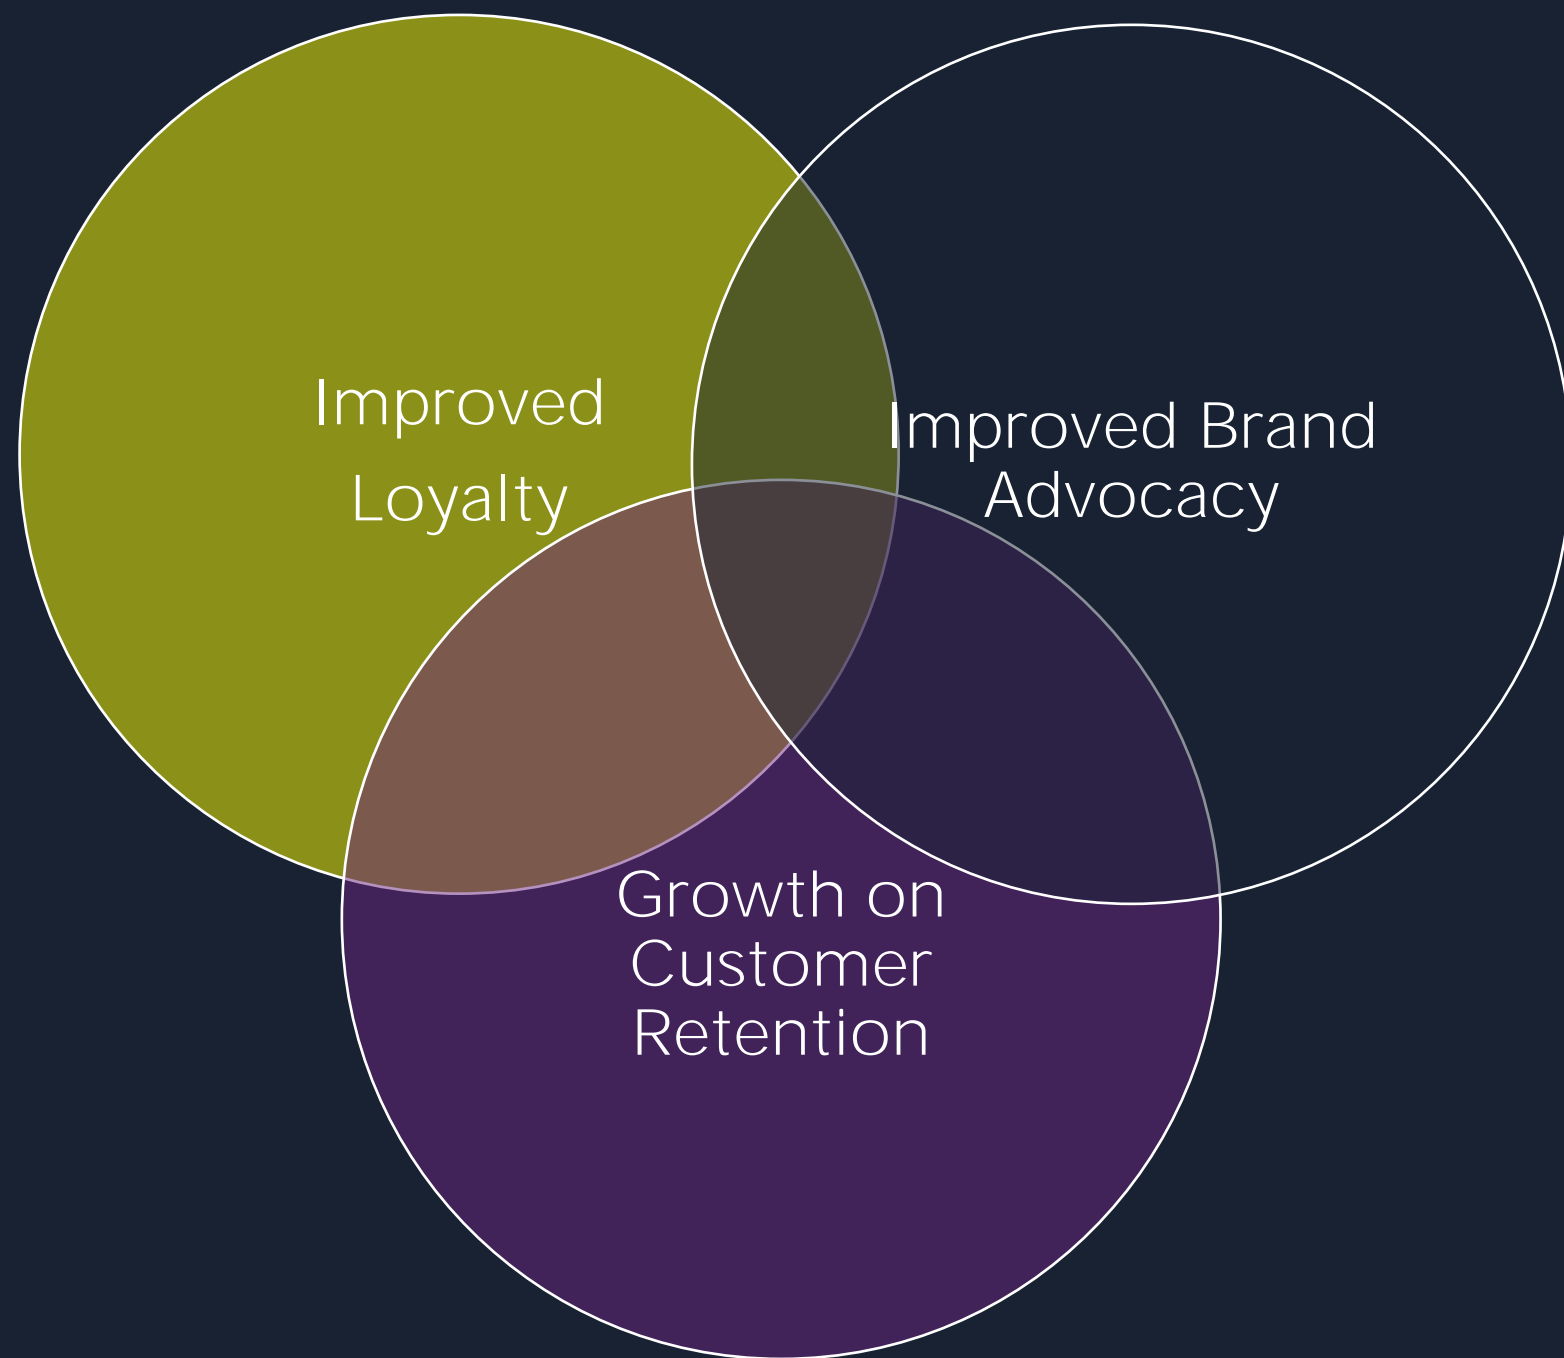 Improved
Loyalty
Improved Brand
Advocacy
Growth on
Customer
Retention